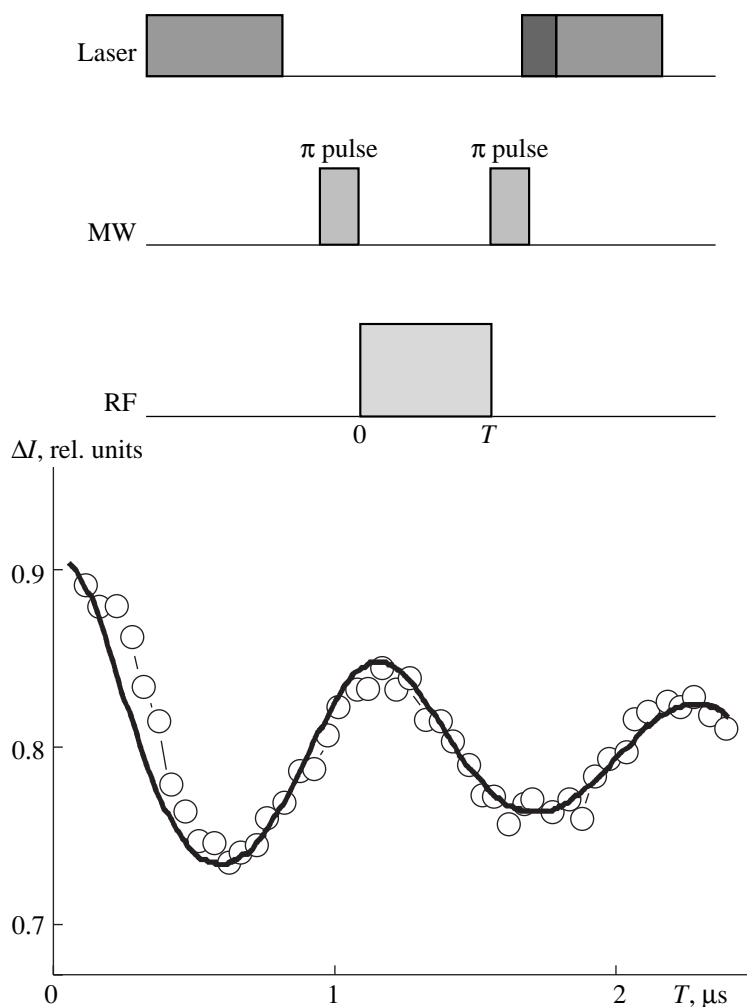 Laser
π pulse π pulse
MW
RF
0 T
ΔI, rel. units
0.9
0.8
0.7
0 1 2 T, μs